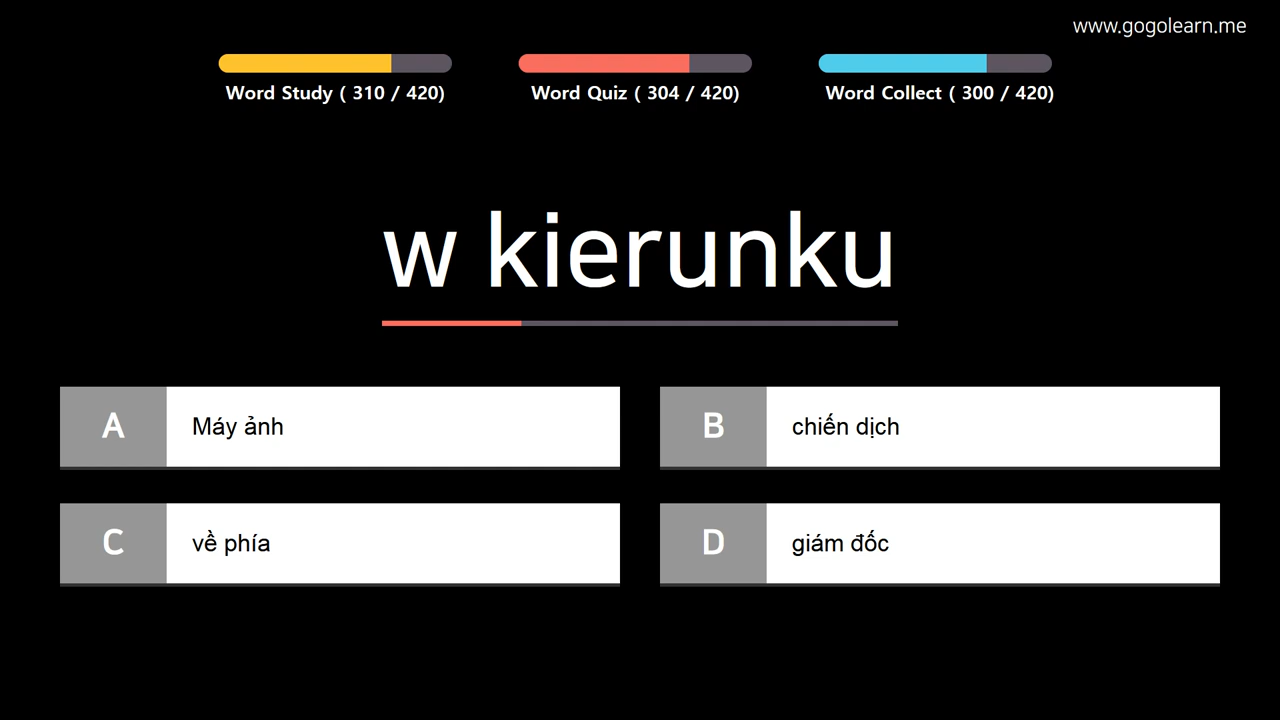 www.gogolearn.me
Word Study ( 310 / 420)
Word Quiz ( 304 / 420)
Word Collect ( 300 / 420)
w kierunku
A
Máy ảnh
B
chiến dịch
C
về phía
D
giám đốc